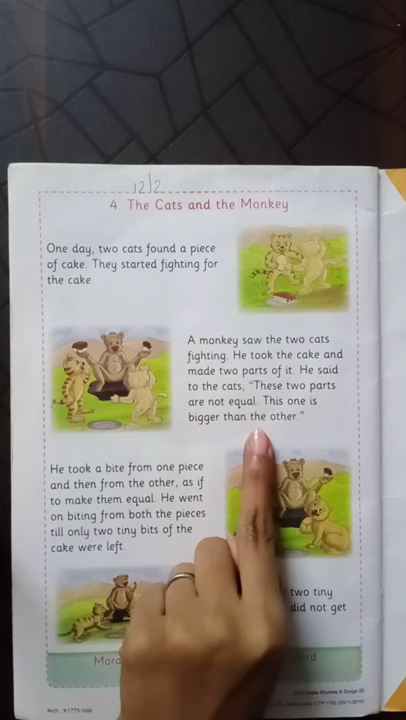 12/2
4. The Cats and the Monkey
One day, two cats found a piece
of cake. They started fighting for
the cake.
A monkey saw the two cats
fighting. He took the cake and
made two parts of it. He said
to the cats, “These two parts
are not equal. This one is
bigger than the other.”
He took a bite from one piece
and then from the other, as if
to make them equal. He went
on biting from both the pieces
till only two tiny bits of the
cake were left.
two tiny
did not get